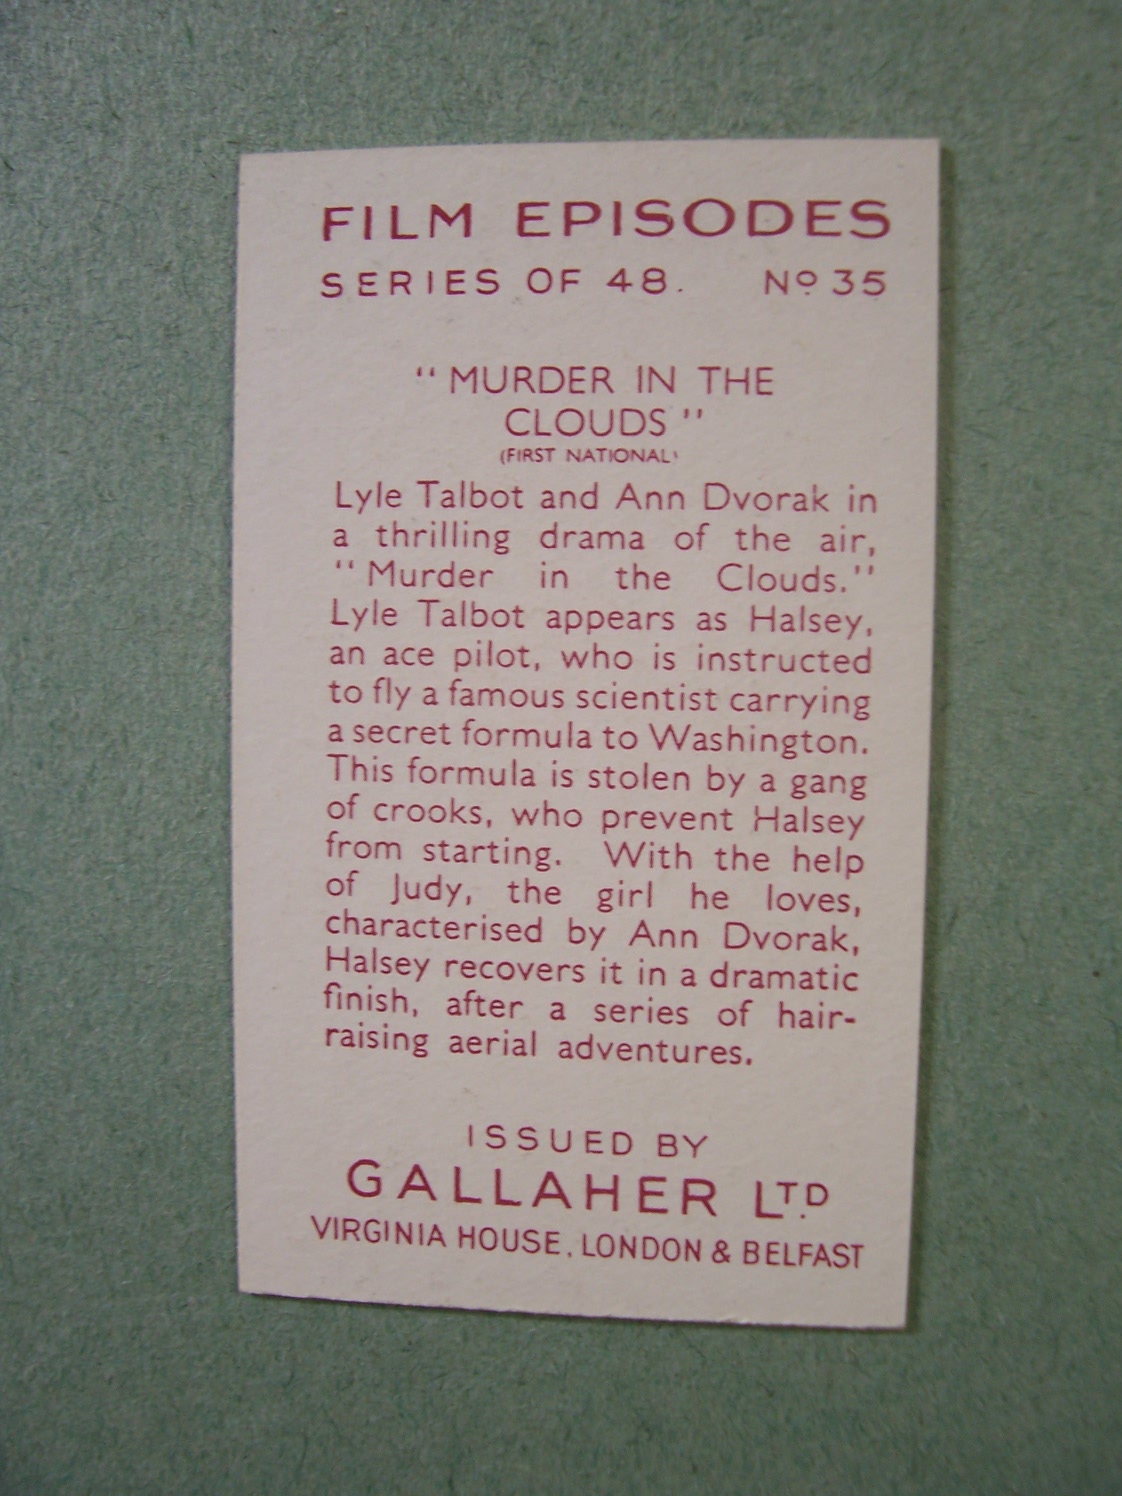 FILM EPISODES
SERIES OF 48. Nº 35
"MURDER IN THE
CLOUDS"
(FIRST NATIONAL)
Lyle Talbot and Ann Dvorak in
a thrilling drama of the air,
"Murder in the Clouds."
Lyle Talbot appears as Halsey,
an ace pilot, who is instructed
to fly a famous scientist carrying
a secret formula to Washington.
This formula is stolen by a gang
of crooks, who prevent Halsey
from starting. With the help
of Judy, the girl he loves,
characterised by Ann Dvorak,
Halsey recovers it in a dramatic
finish, after a series of hair-
raising aerial adventures.
ISSUED BY
GALLAHER LTD.
VIRGINIA HOUSE, LONDON & BELFAST